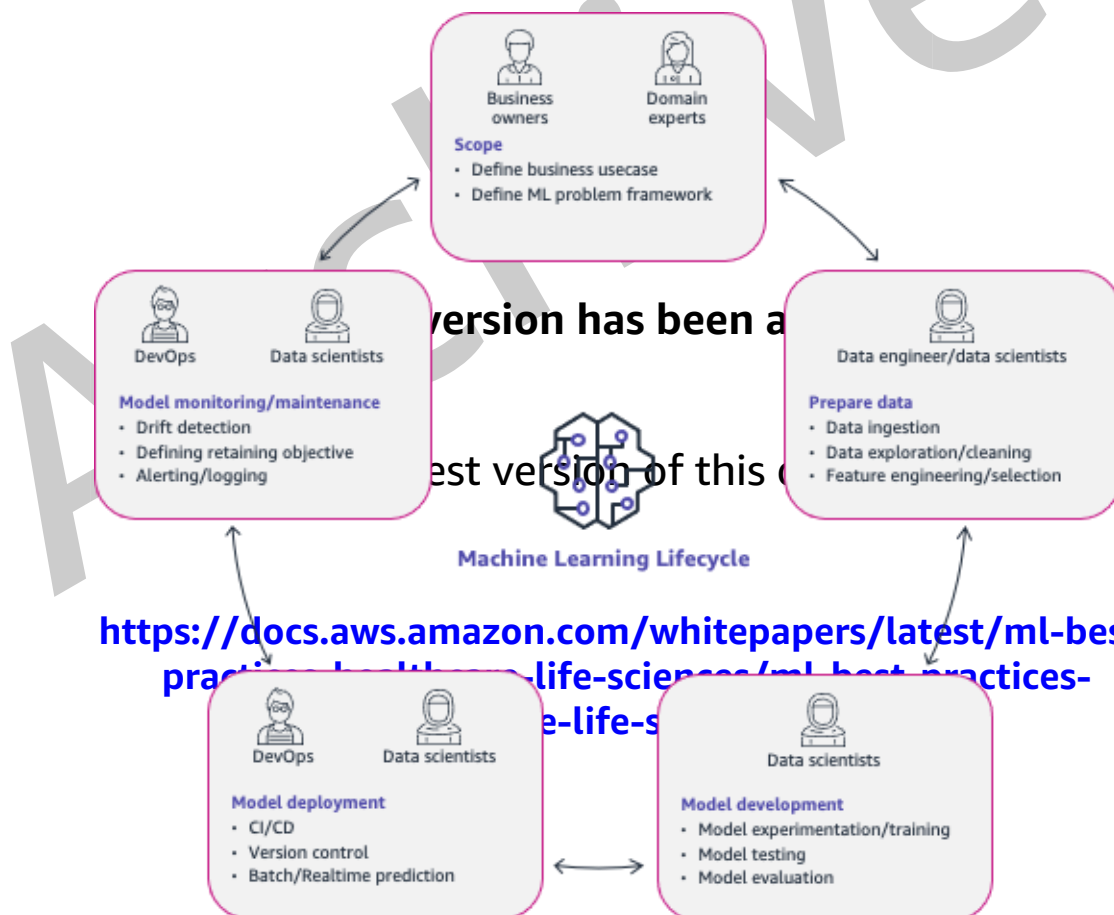 Business
owners
Domain
experts
Scope
• Define business usecase
• Define ML problem framework
DevOps
Data scientists
Model monitoring/maintenance
• Drift detection
• Defining retaining objective
• Alerting/logging
version has been a
Data engineer/data scientists
Prepare data
• Data ingestion
• Data exploration/cleaning
• Feature engineering/selection
est version of this
Machine Learning Lifecycle
https://docs.aws.amazon.com/whitepapers/latest/ml-bes
practices-healthcare-life-sciences/ml-best-practices-
e-life-s
DevOps
Data scientists
Model deployment
• CI/CD
• Version control
• Batch/Realtime prediction
Data scientists
Model development
• Model experimentation/training
• Model testing
• Model evaluation